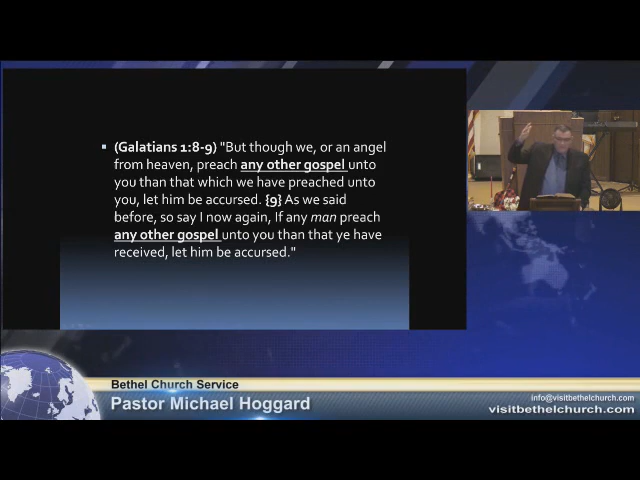 (Galatians 1:8-9) "But though we, or an angel
from heaven, preach any other gospel unto
you than that which we have preached unto
you, let him be accursed. {9} As we said
before, so say I now again, If any man preach
any other gospel unto you than that ye have
received, let him be accursed."
Bethel Church Service
Pastor Michael Hoggard
info@visitbethelchurch.com
visitbethelchurch.com